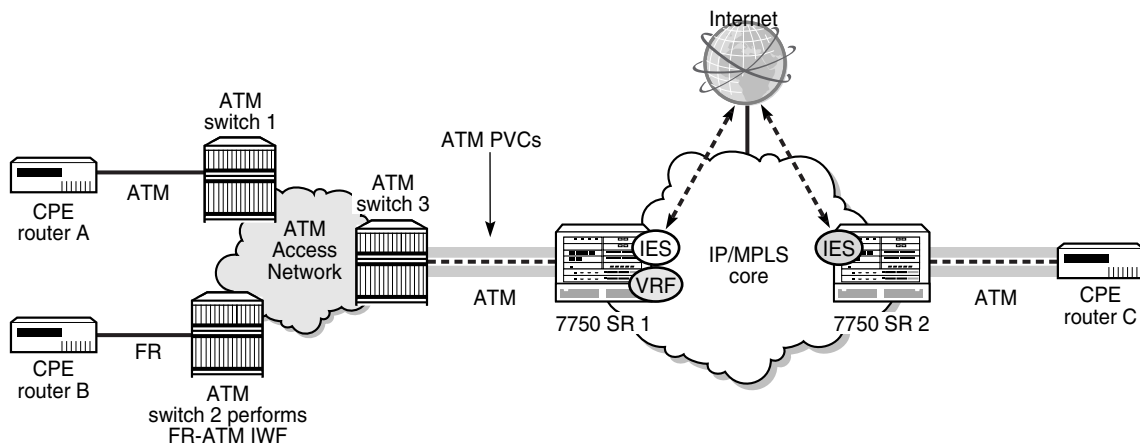 Internet
ATM
switch 1
ATM PVCs
ATM
CPE
router A
ATM
switch 3
ATM
Access
Network
IES
VRF
IP/MPLS
core
IES
ATM
7750 SR 1
7750 SR 2
ATM
CPE
router C
FR
CPE
router B
ATM
switch 2 performs
FR-ATM IWF